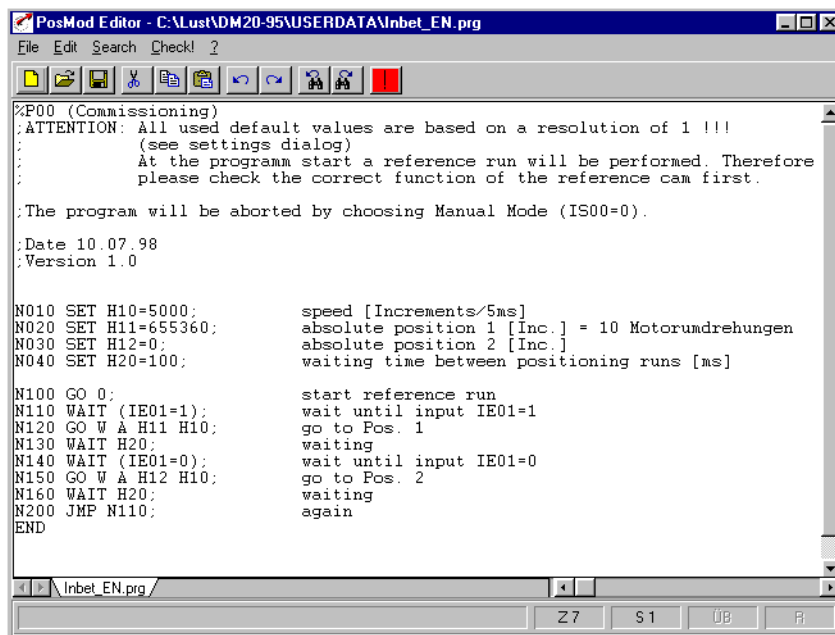 PosMod Editor - C:\Lust\DM20-95\USERDATA\Inbet_EN.prg
File Edit Search Check! ?
%P00 (Commissioning)
;ATTENTION: All used default values are based on a resolution of 1 !!!
; (see settings dialog)
; At the programm start a reference run will be performed. Therefore
; please check the correct function of the reference cam first.
;The program will be aborted by choosing Manual Mode (IS00=0).
;Date 10.07.98
;Version 1.0
N010 SET H10=5000; speed [Increments/5ms]
N020 SET H11=655360; absolute position 1 [Inc.] = 10 Motorumdrehungen
N030 SET H12=0; absolute position 2 [Inc.]
N040 SET H20=100; waiting time between positioning runs [ms]
N100 GO 0; start reference run
N110 WAIT (IE01=1); wait until input IE01=1
N120 GO W A H11 H10; go to Pos. 1
N130 WAIT H20; waiting
N140 WAIT (IE01=0); wait until input IE01=0
N150 GO W A H12 H10; go to Pos. 2
N160 WAIT H20; waiting
N200 JMP N110; again
END
Inbet_EN.prg
Z 7 S 1 ÜB R